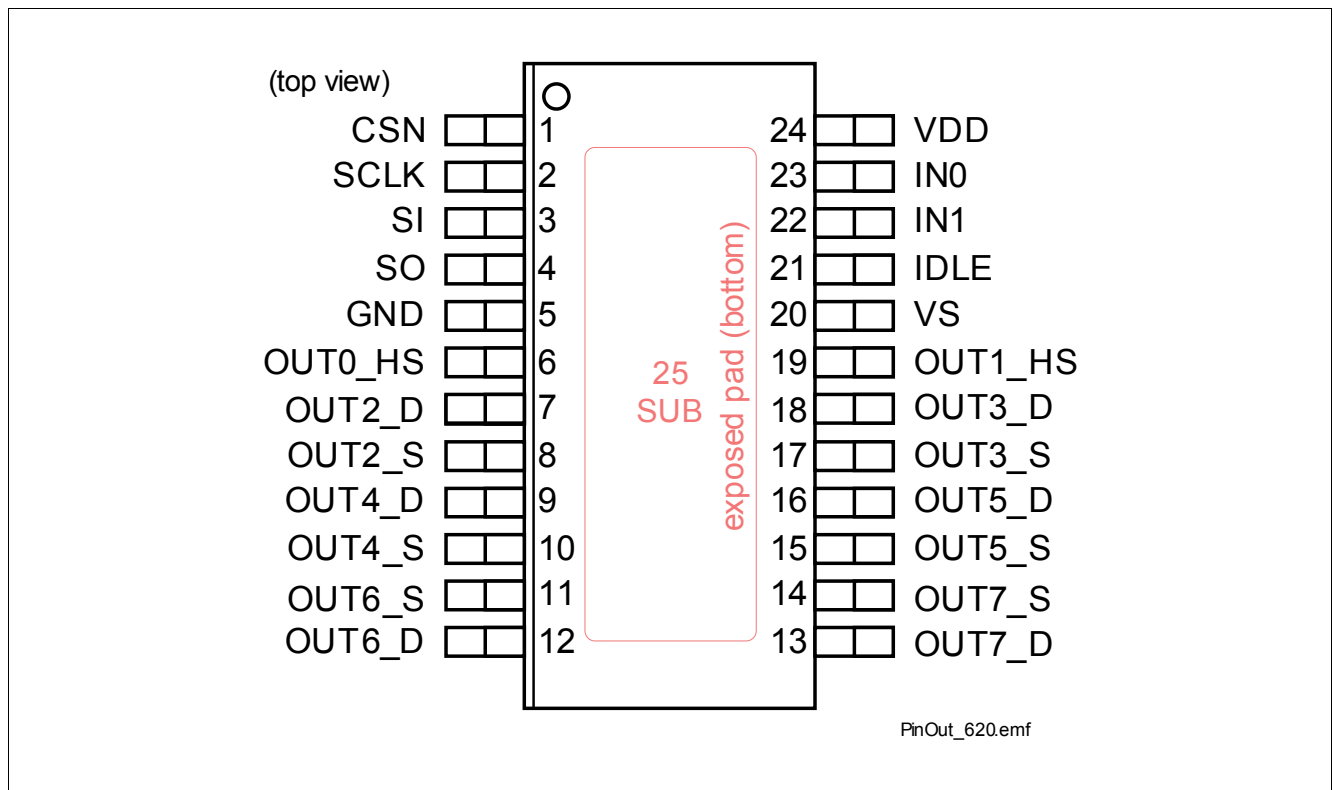 (top view)
CSN 1 24 VDD
SCLK 2 23 IN0
SI 3 22 IN1
SO 4 21 IDLE
GND 5 20 VS
OUT0_HS 6 19 OUT1_HS
OUT2_D 7 18 OUT3_D
OUT2_S 8 17 OUT3_S
OUT4_D 9 16 OUT5_D
OUT4_S 10 15 OUT5_S
OUT6_S 11 14 OUT7_S
OUT6_D 12 13 OUT7_D
25
SUB
exposed pad (bottom)
PinOut_620.emf